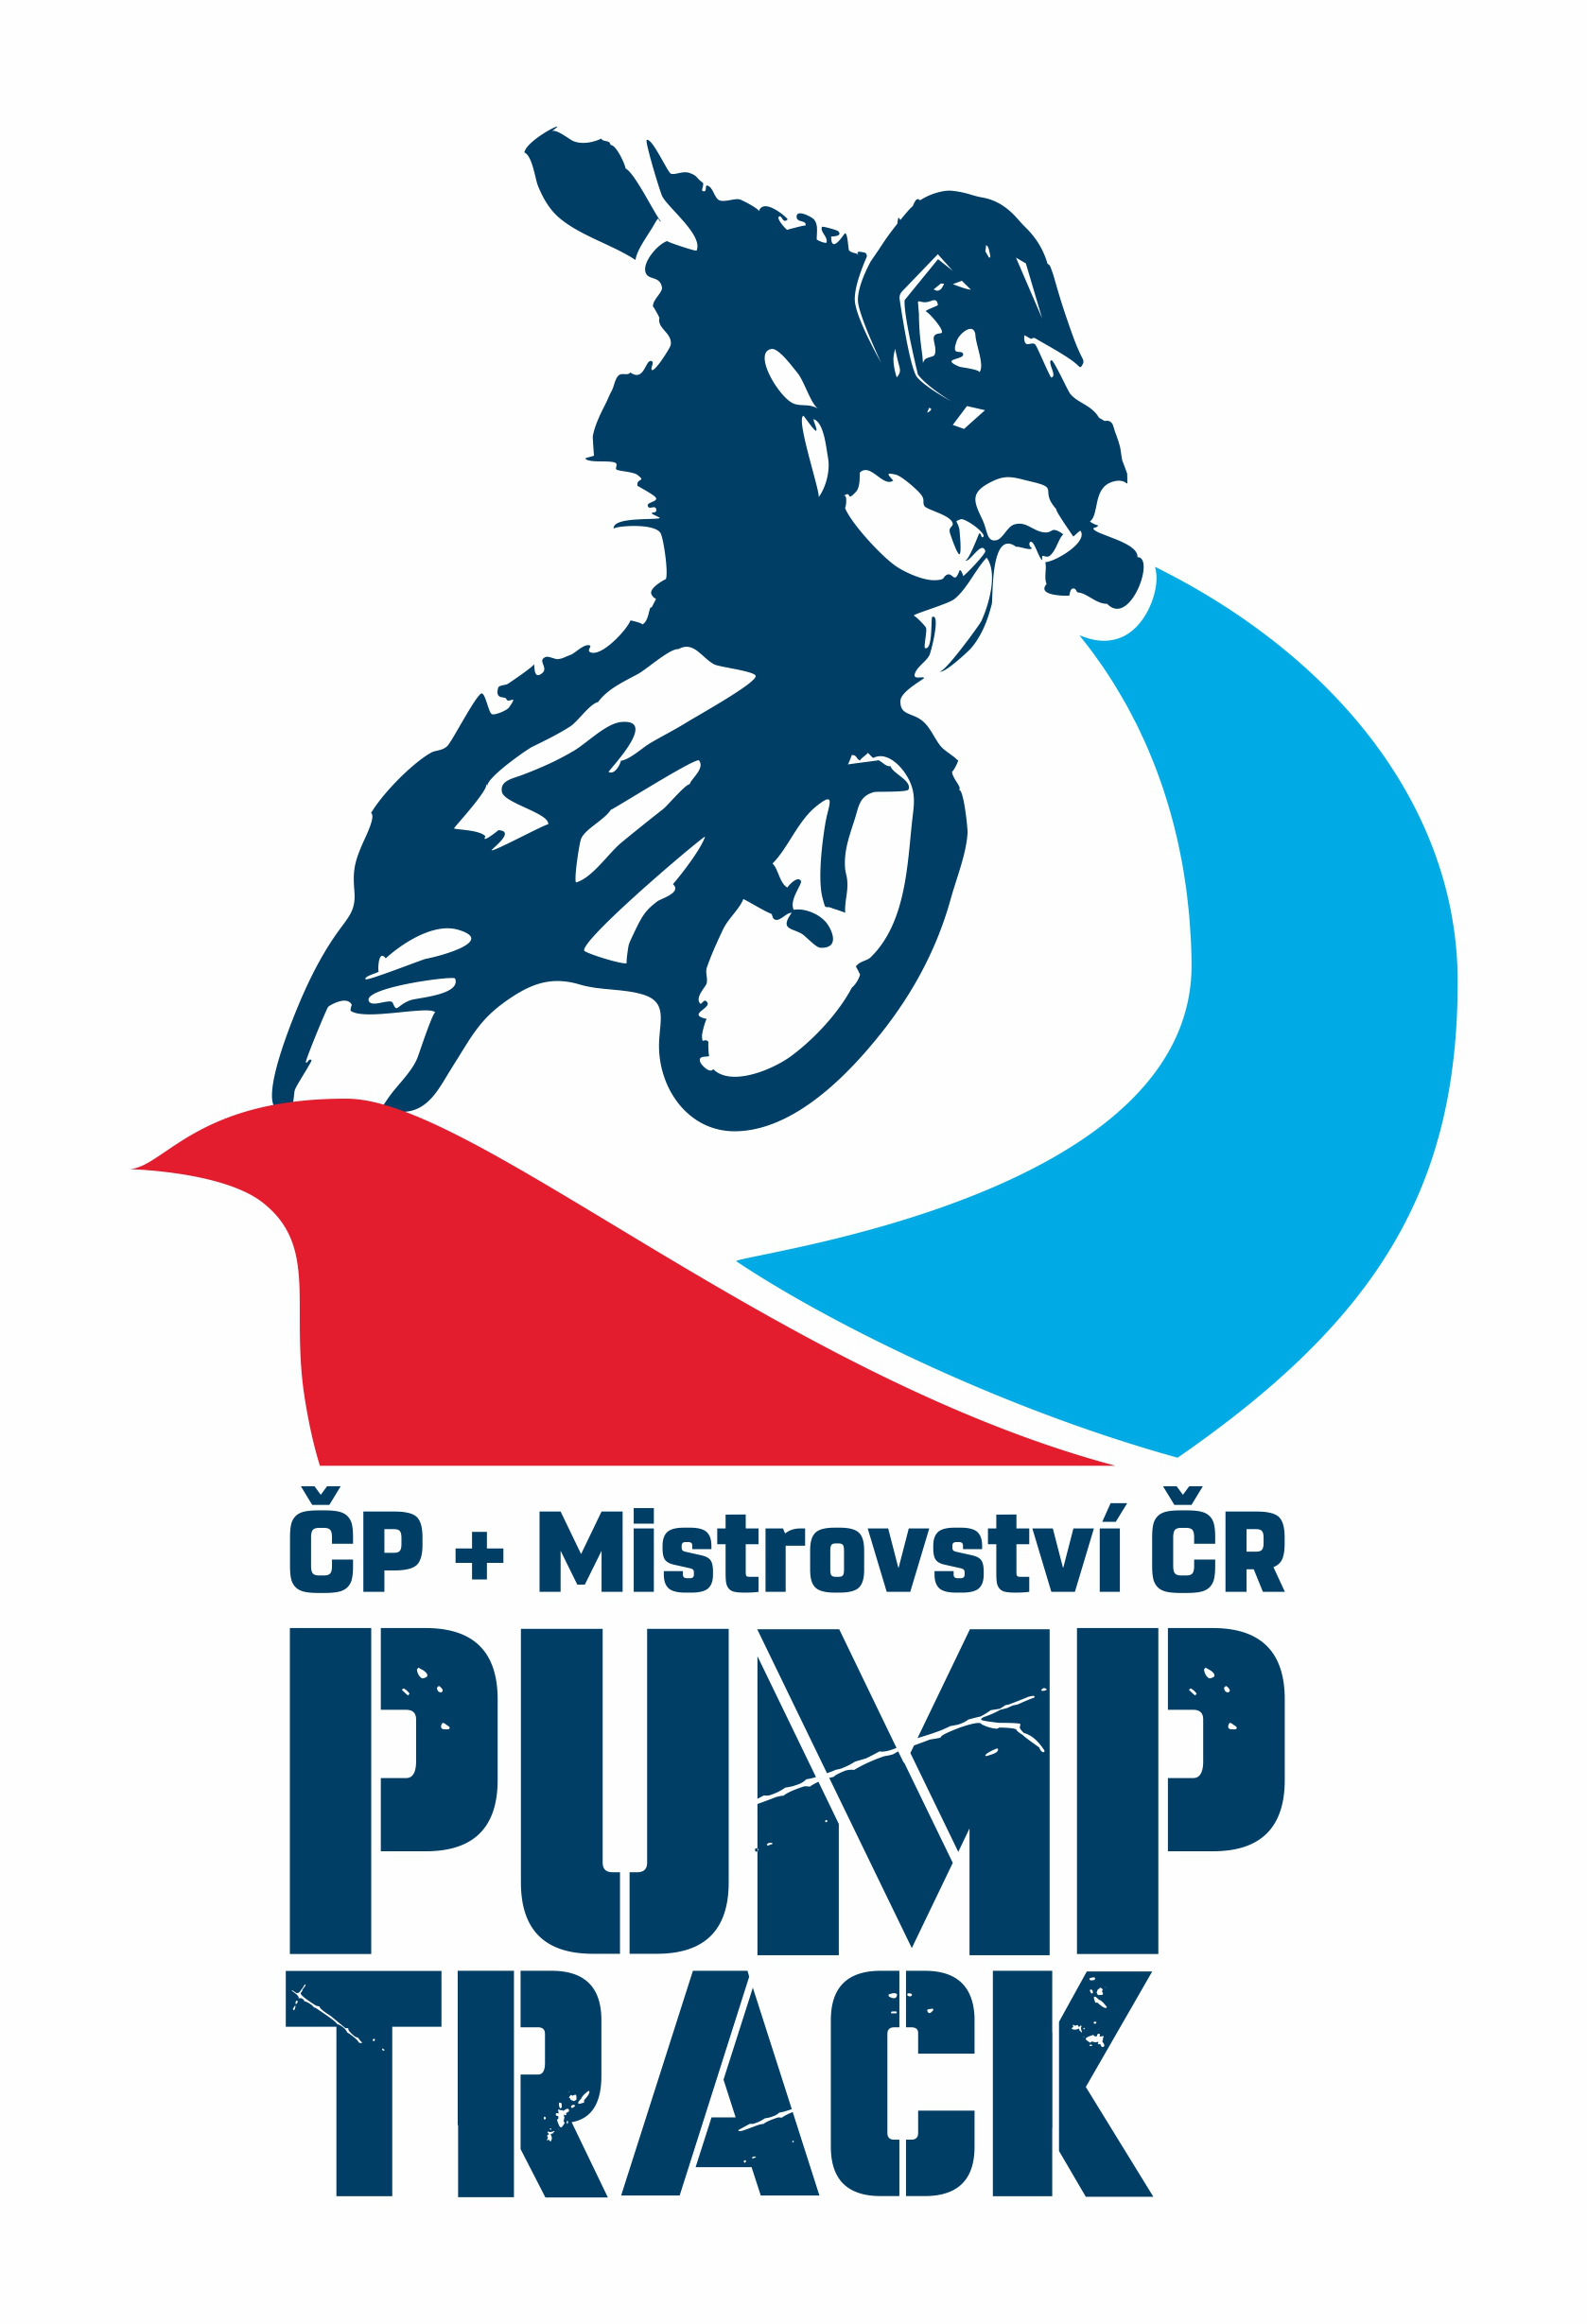 ČP + Mistrovství ČR
PUMP
TRACK